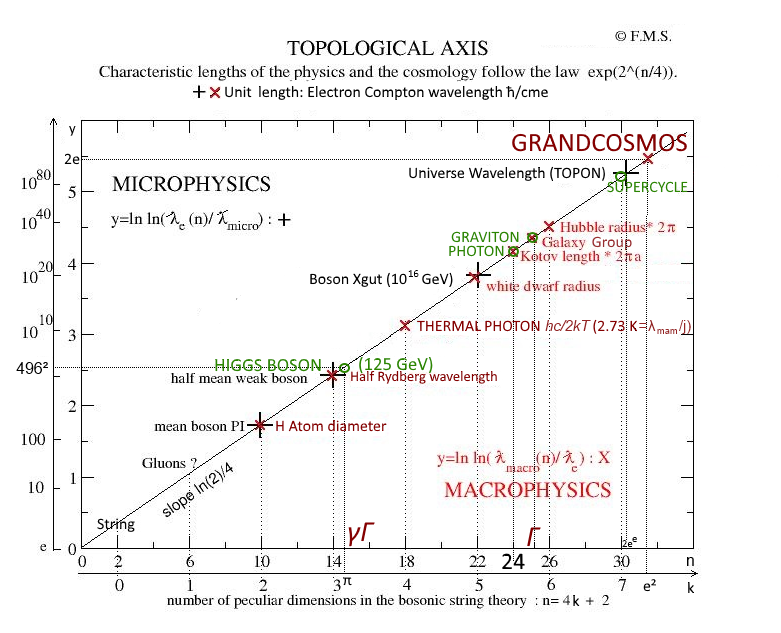 © F.M.S.
TOPOLOGICAL AXIS
Characteristic lengths of the physics and the cosmology follow the law exp(2^(n/4)).
+ × Unit length: Electron Compton wavelength ħ/cme
y
GRANDCOSMOS
2e
Universe Wavelength (TOPON)
10^80
MICROPHYSICS
SUPERCYCLE
5
10^40
y=ln ln(ƛe (n)/ ƛmicro) : +
Hubble radius* 2π
GRAVITON
Galaxy Group
PHOTON
Kotov length * 2πa
4
10^20
Boson Xgut (10^16 GeV)
white dwarf radius
10^10
3
THERMAL PHOTON hc/2kT (2.73 K=λmam/j)
496²
HIGGS BOSON (125 GeV)
half mean weak boson
Half Rydberg wavelength
2
mean boson PI
H Atom diameter
100
Gluons ?
y=ln ln( ƛmacro(n)/ ƛe ) : X
1
10
slope ln(2)/4
MACROPHYSICS
String
γΓ
Γ
2e^e
e
0
0 2 6 10 14 18 22 24 26 30 n
0 1 2 3 π 4 5 6 7 e² k
number of peculiar dimensions in the bosonic string theory : n= 4k + 2